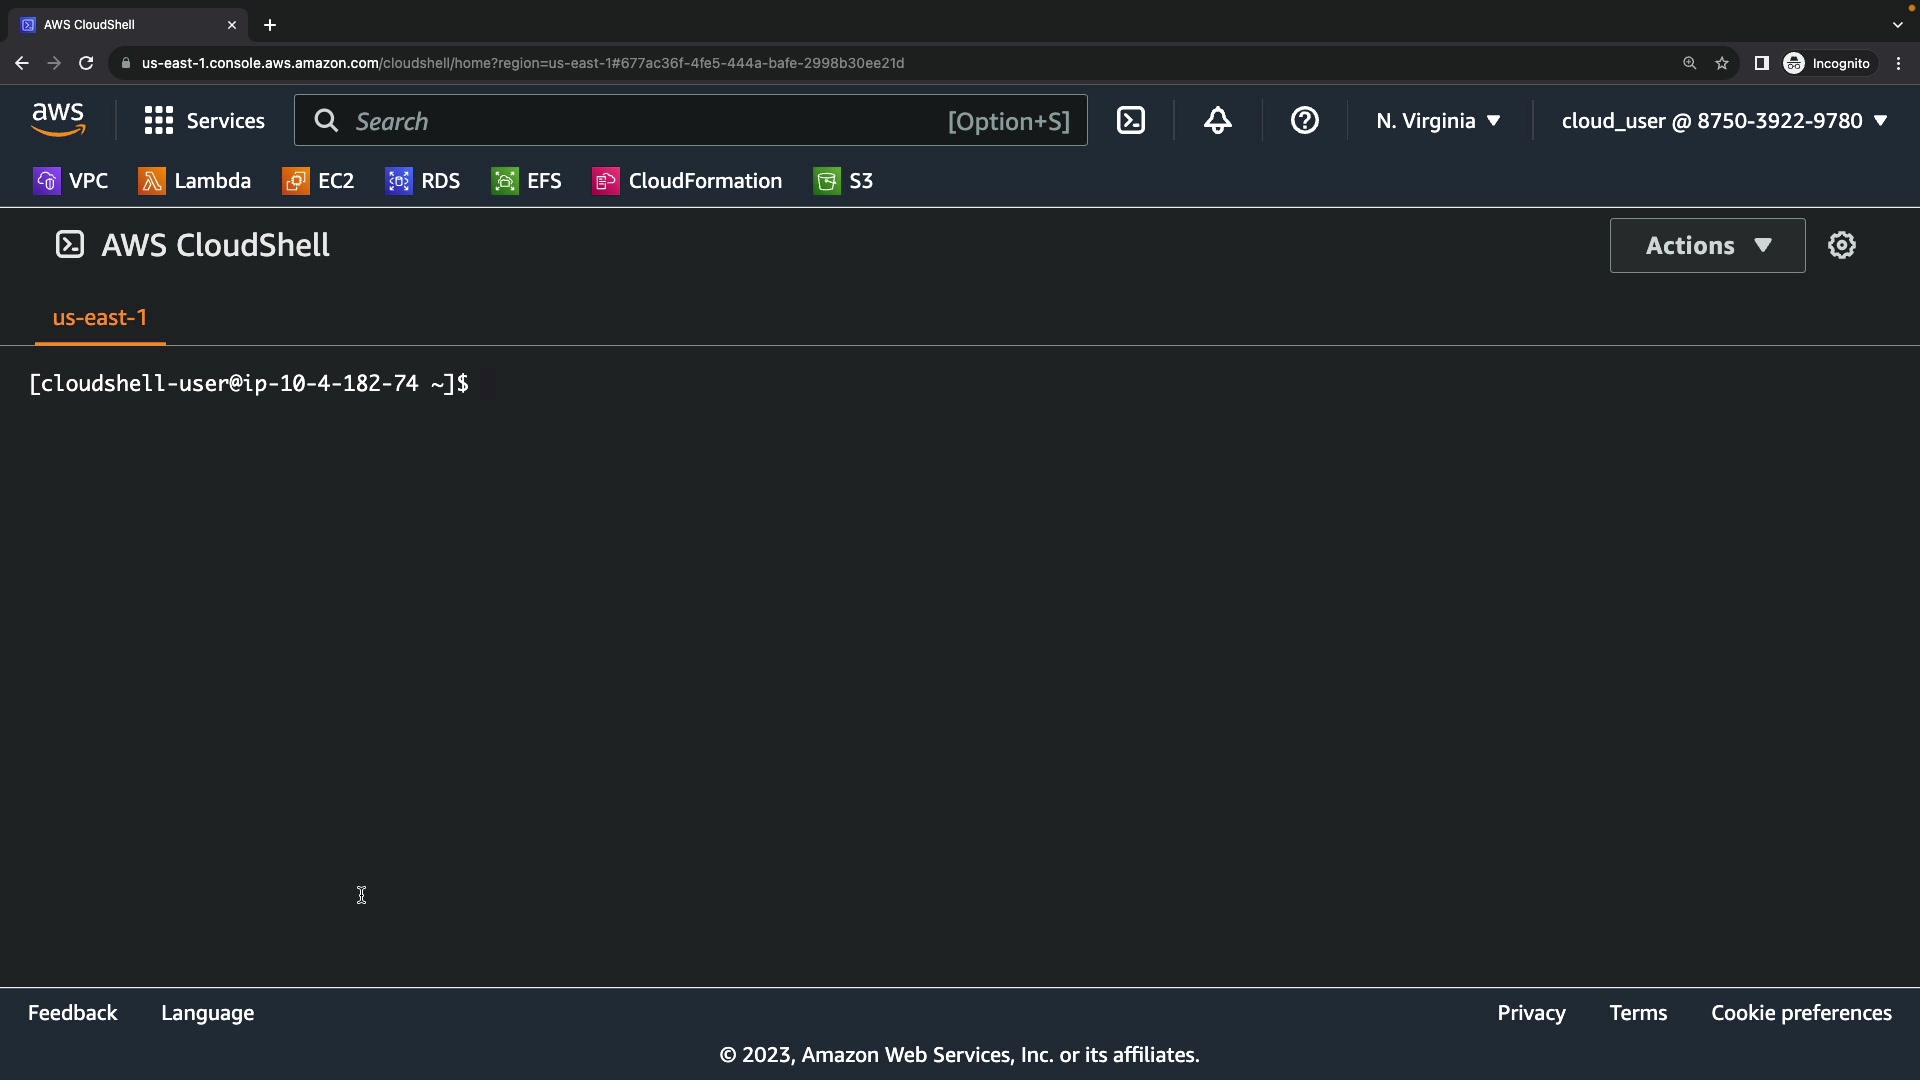 AWS CloudShell
us-east-1.console.aws.amazon.com/cloudshell/home?region=us-east-1#677ac36f-4fe5-444a-bafe-2998b30ee21d
Incognito
aws
Services
Search
[Option+S]
N. Virginia
cloud_user @ 8750-3922-9780
VPC
Lambda
EC2
RDS
EFS
CloudFormation
S3
AWS CloudShell
Actions
us-east-1
[cloudshell-user@ip-10-4-182-74 ~]$
Feedback
Language
Privacy
Terms
Cookie preferences
© 2023, Amazon Web Services, Inc. or its affiliates.